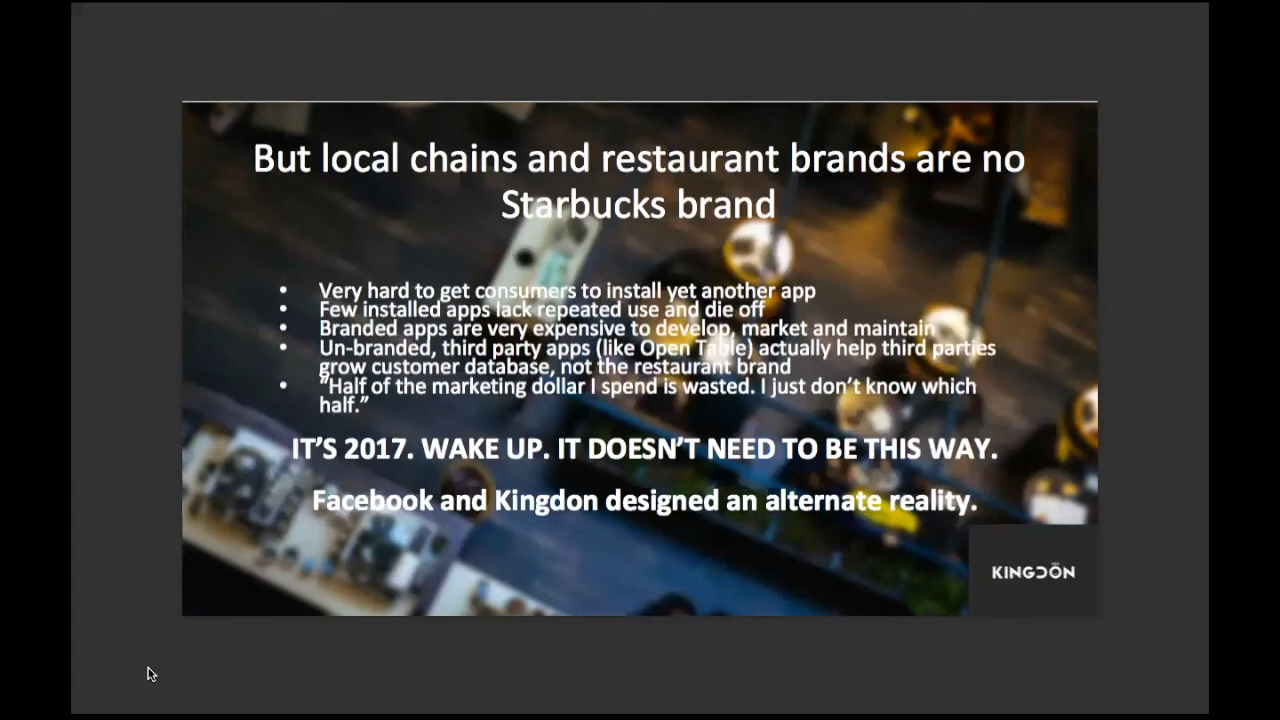 But local chains and restaurant brands are no
Starbucks brand
• Very hard to get consumers to install yet another app
• Few installed apps lack repeated use and die off
• Branded apps are very expensive to develop, market and maintain
• Un-branded, third party apps (like Open Table) actually help third parties
grow customer database, not the restaurant brand
• “Half of the marketing dollar I spend is wasted. I just don’t know which
half.”
IT’S 2017. WAKE UP. IT DOESN’T NEED TO BE THIS WAY.
Facebook and Kingdon designed an alternate reality.
KINGDON